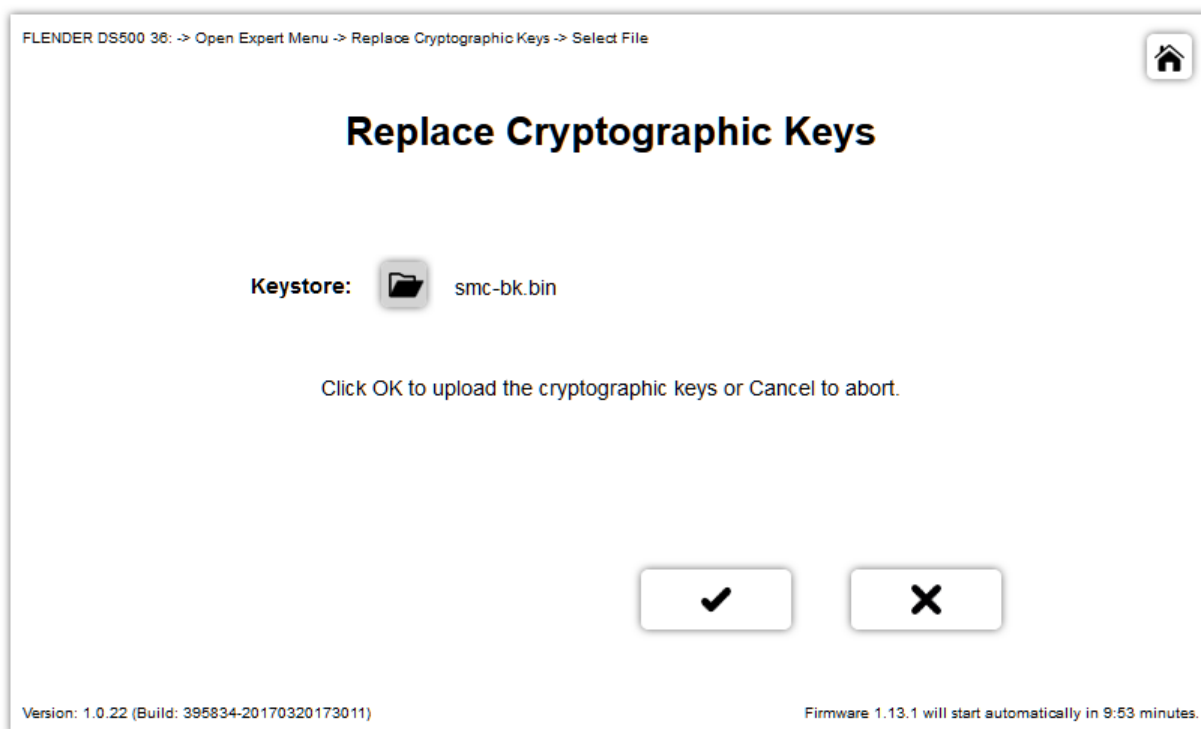 FLENDER DS500 36: -> Open Expert Menu -> Replace Cryptographic Keys -> Select File
Replace Cryptographic Keys
Keystore: smc-bk.bin
Click OK to upload the cryptographic keys or Cancel to abort.
Version: 1.0.22 (Build: 395834-20170320173011) Firmware 1.13.1 will start automatically in 9:53 minutes.